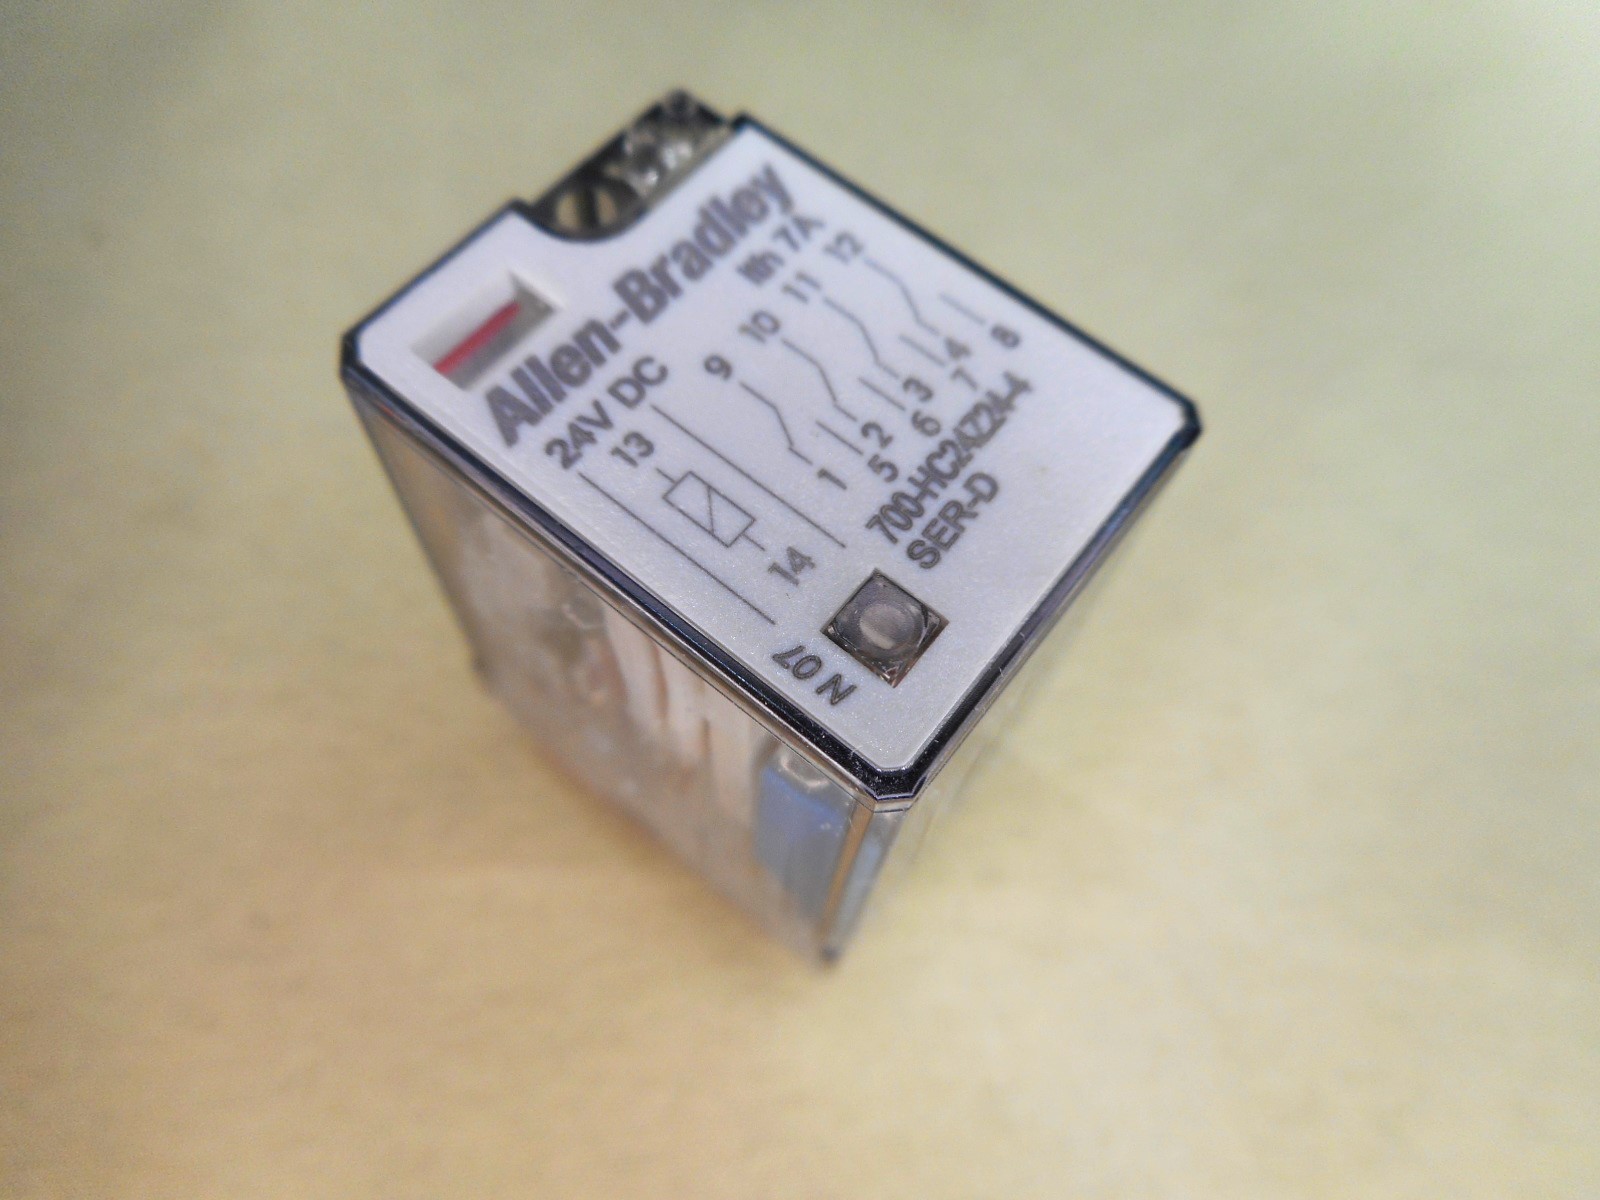 Allen-Bradley
24V DC Ith 7A
13 9 10 11 12
14 1 2 3 4
5 6 7 8
700-HC24Z24-4
SER-D
N 07